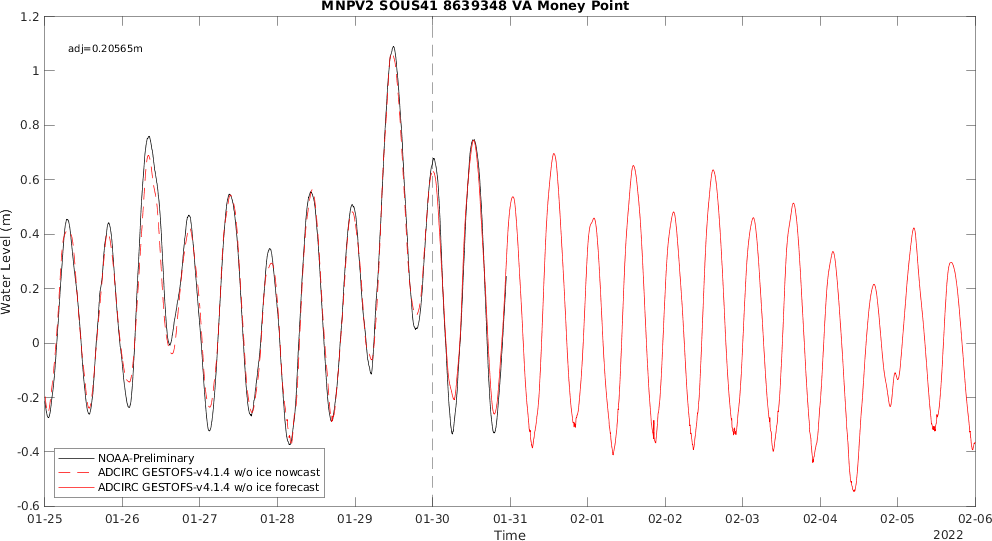 MNPV2 SOUS41 8639348 VA Money Point
adj=0.20565m
1.2
1
0.8
0.6
0.4
0.2
0
-0.2
-0.4
-0.6
Water Level (m)
NOAA-Preliminary
ADCIRC GESTOFS-v4.1.4 w/o ice nowcast
ADCIRC GESTOFS-v4.1.4 w/o ice forecast
01-25 01-26 01-27 01-28 01-29 01-30 01-31 02-01 02-02 02-03 02-04 02-05 02-06
Time
2022